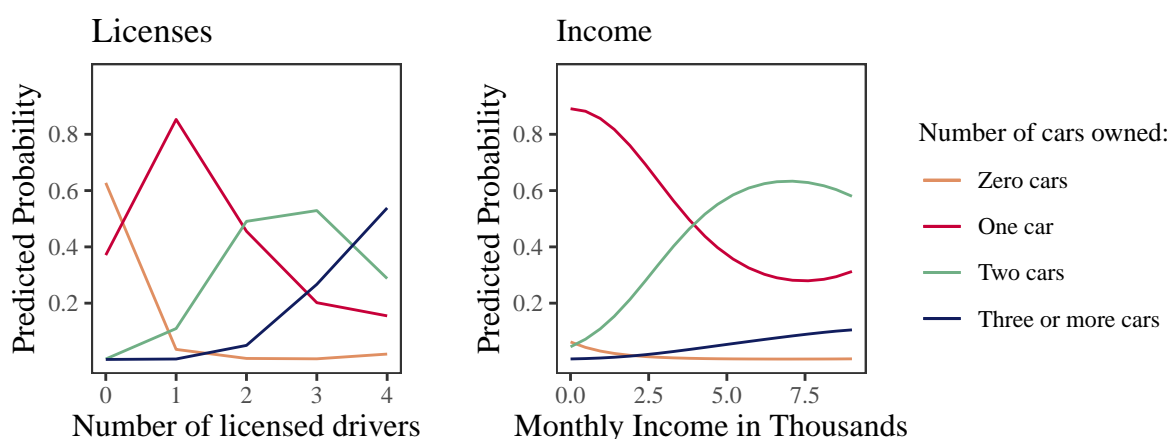 Licenses
Predicted Probability
0.8
0.6
0.4
0.2
0 1 2 3 4
Number of licensed drivers
Income
Predicted Probability
0.8
0.6
0.4
0.2
0.0 2.5 5.0 7.5
Monthly Income in Thousands
Number of cars owned:
Zero cars
One car
Two cars
Three or more cars